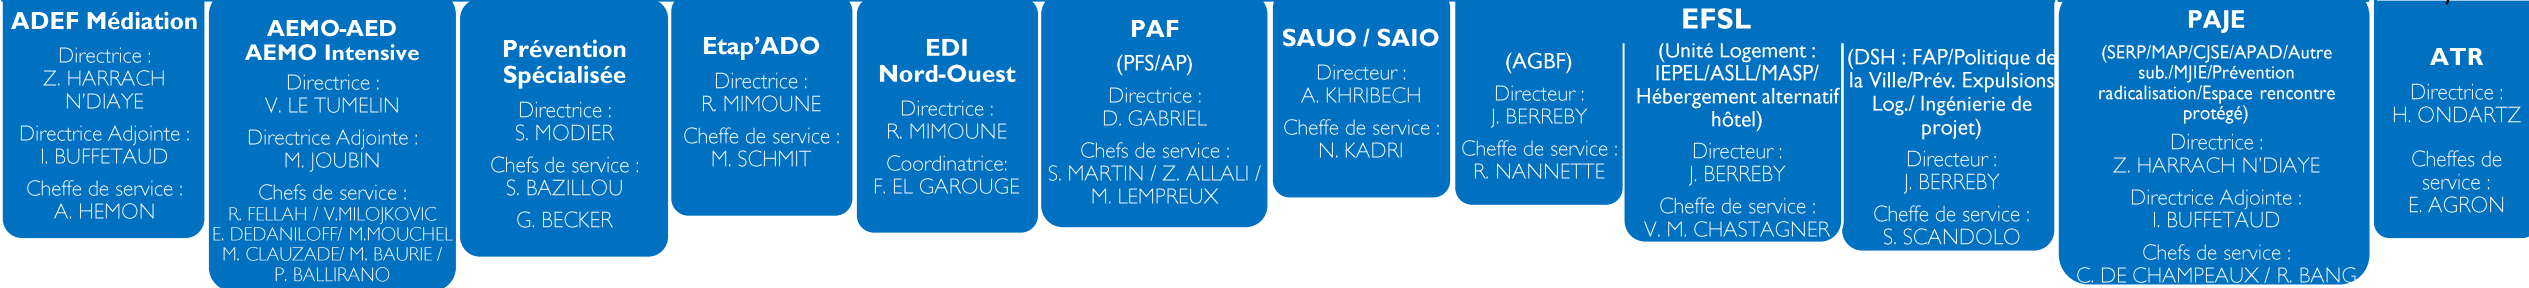 ADEF Médiation
Directrice :
Z. HARRACH
N'DIAYE
Directrice Adjointe :
I. BUFFETAUD
Cheffe de service :
A. HEMON
AEMO-AED
AEMO Intensive
Directrice :
V. LE TUMELIN
Directrice Adjointe :
M. JOUBIN
Chefs de service :
R. FELLAH / V.MILOJKOVIC
E. DEDANILOFF/ M.MOUCHEL
M. CLAUZADE/ M. BAURIE /
P. BALLIRANO
Prévention
Spécialisée
Directrice :
S. MODIER
Chefs de service :
S. BAZILLOU
G. BECKER
Etap'ADO
Directrice :
R. MIMOUNE
Cheffe de service :
M. SCHMIT
EDI
Nord-Ouest
Directrice :
R. MIMOUNE
Coordinatrice:
F. EL GAROUGE
PAF
(PFS/AP)
Directrice :
D. GABRIEL
Chefs de service :
S. MARTIN / Z. ALLALI /
M. LEMPREUX
SAUO / SAIO
Directeur :
A. KHRIBECH
Cheffe de service :
N. KADRI
EFSL
(AGBF)
Directeur :
J. BERREBY
Cheffe de service :
R. NANNETTE
(Unité Logement :
IEPEL/ASLL/MASP/
Hébergement alternatif
hôtel)
Directeur :
J. BERREBY
Cheffe de service :
V. M. CHASTAGNER
(DSH : FAP/Politique de
la Ville/Prév. Expulsions
Log./ Ingénierie de
projet)
Directeur :
J. BERREBY
Cheffe de service :
S. SCANDOLO
PAJE
(SERP/MAP/CJSE/APAD/Autre
sub./MJIE/Prévention
radicalisation/Espace rencontre
protégé)
Directrice :
Z. HARRACH N'DIAYE
Directrice Adjointe :
I. BUFFETAUD
Chefs de service :
C. DE CHAMPEAUX / R. BANG
ATR
Directrice :
H. ONDARTZ
Cheffes de
service :
E. AGRON